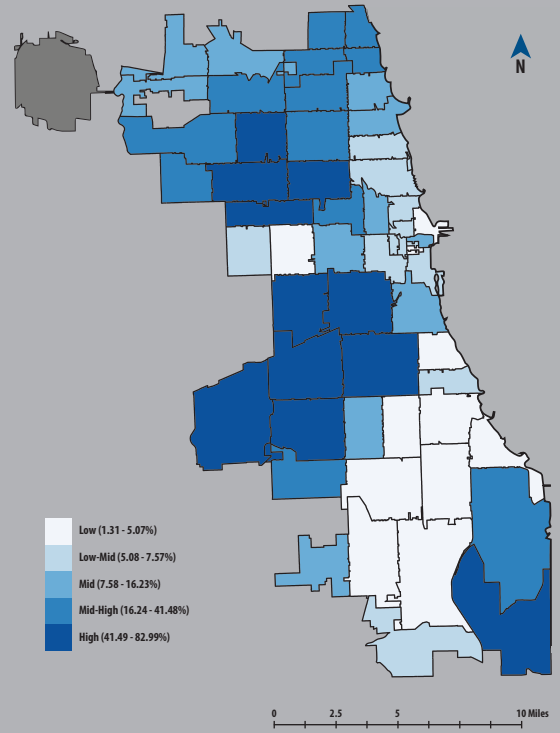 N
Low (1.31 - 5.07%)
Low-Mid (5.08 - 7.57%)
Mid (7.58 - 16.23%)
Mid-High (16.24 - 41.48%)
High (41.49 - 82.99%)
0 2.5 5 10 Miles